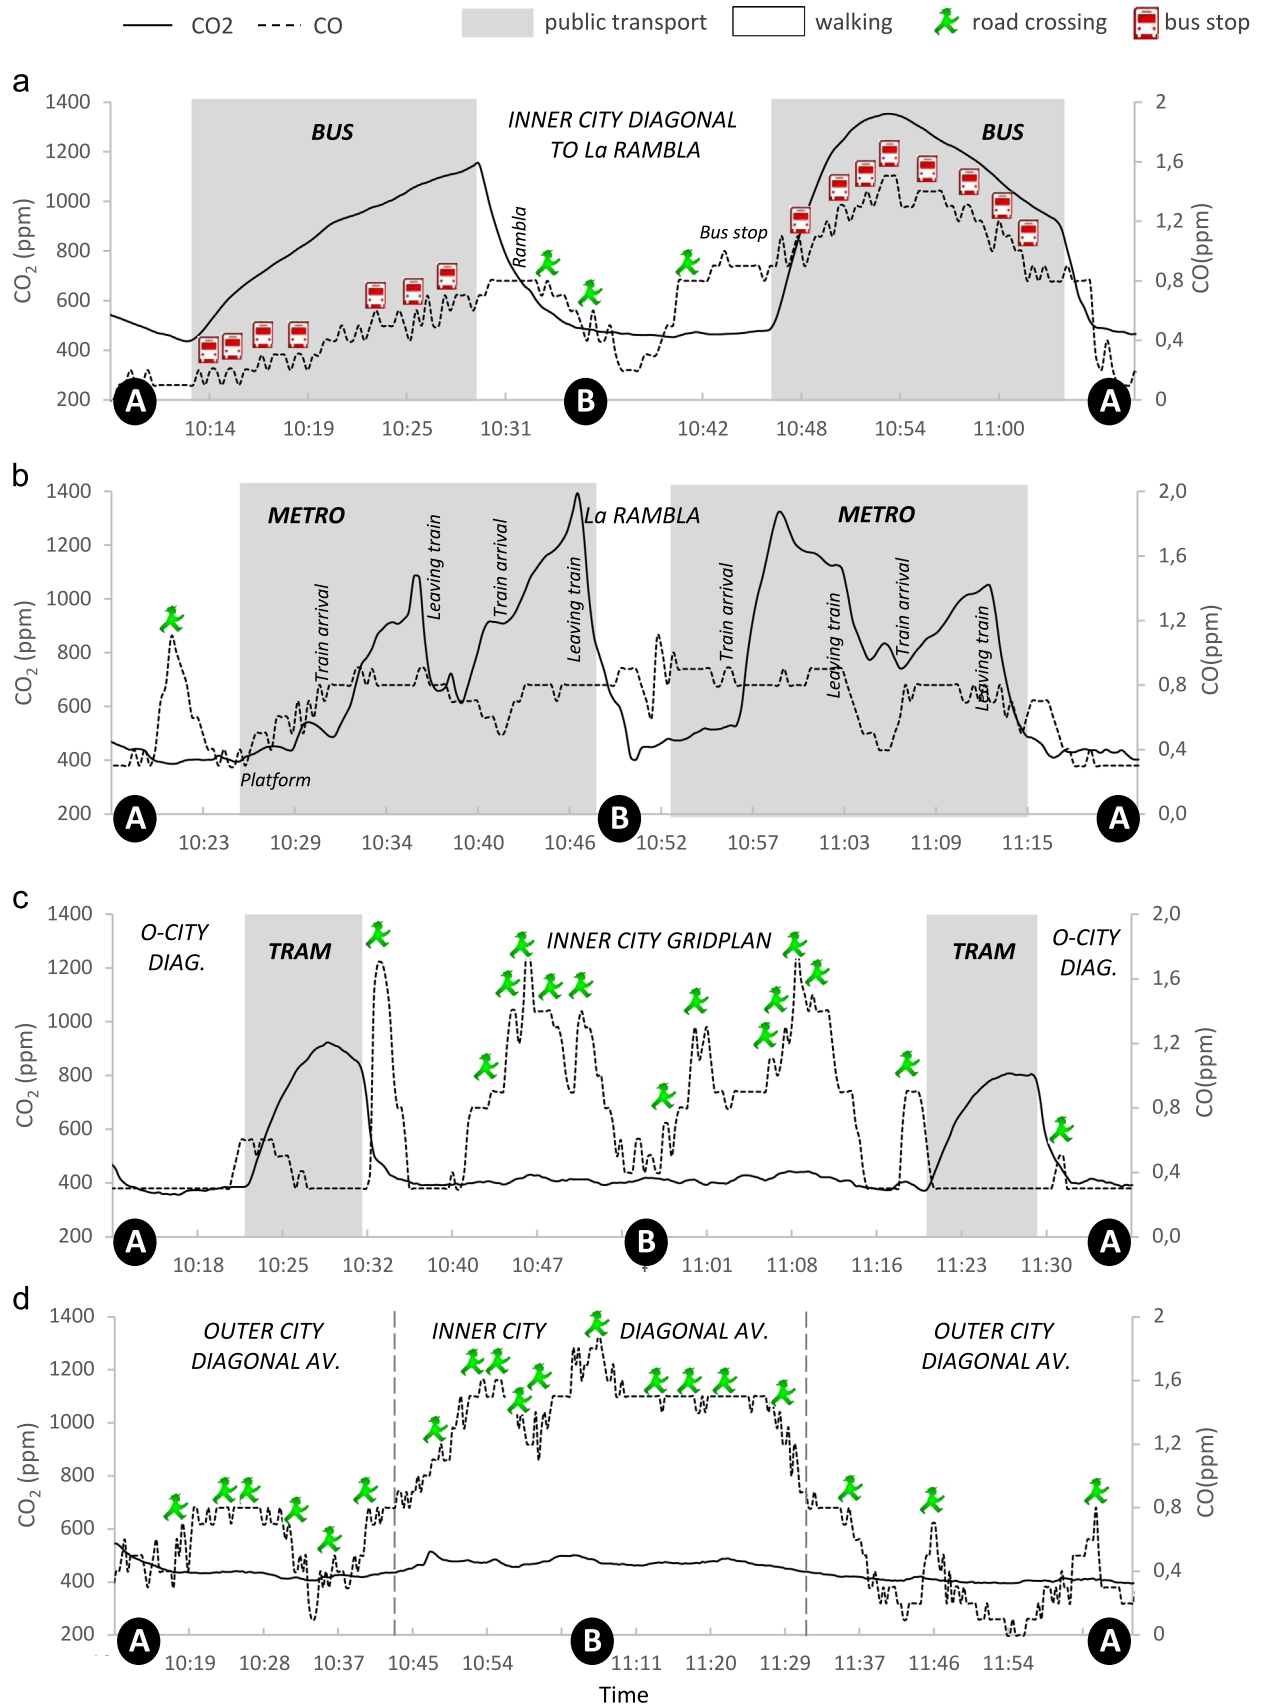 CO2 CO public transport walking road crossing bus stop
a
1400 2
BUS INNER CITY DIAGONAL BUS
TO La RAMBLA
1200 1,6
1000 1,2
Rambla Bus stop
800 0,8
600
400 0,4
200 0
CO2 (ppm) CO(ppm)
A B A
10:14 10:19 10:25 10:31 10:42 10:48 10:54 11:00
b
1400 2,0
METRO La RAMBLA METRO
1200 1,6
1000 1,2
800 0,8
600
400 0,4
200 0,0
CO2 (ppm) CO(ppm)
Train arrival Leaving train Train arrival Leaving train Train arrival Leaving train Train arrival Leaving train
Platform
A B A
10:23 10:29 10:34 10:40 10:46 10:52 10:57 11:03 11:09 11:15
c
1400 2,0
O-CITY DIAG. TRAM INNER CITY GRIDPLAN TRAM O-CITY DIAG.
1200 1,6
1000 1,2
800 0,8
600
400 0,4
200 0,0
CO2 (ppm) CO(ppm)
A B A
10:18 10:25 10:32 10:40 10:47 11:01 11:08 11:16 11:23 11:30
d
1400 2
OUTER CITY INNER CITY DIAGONAL AV. OUTER CITY
DIAGONAL AV. DIAGONAL AV.
1200 1,6
1000 1,2
800 0,8
600
400 0,4
200 0
CO2 (ppm) CO(ppm)
A B A
10:19 10:28 10:37 10:45 10:54 11:11 11:20 11:29 11:37 11:46 11:54
Time